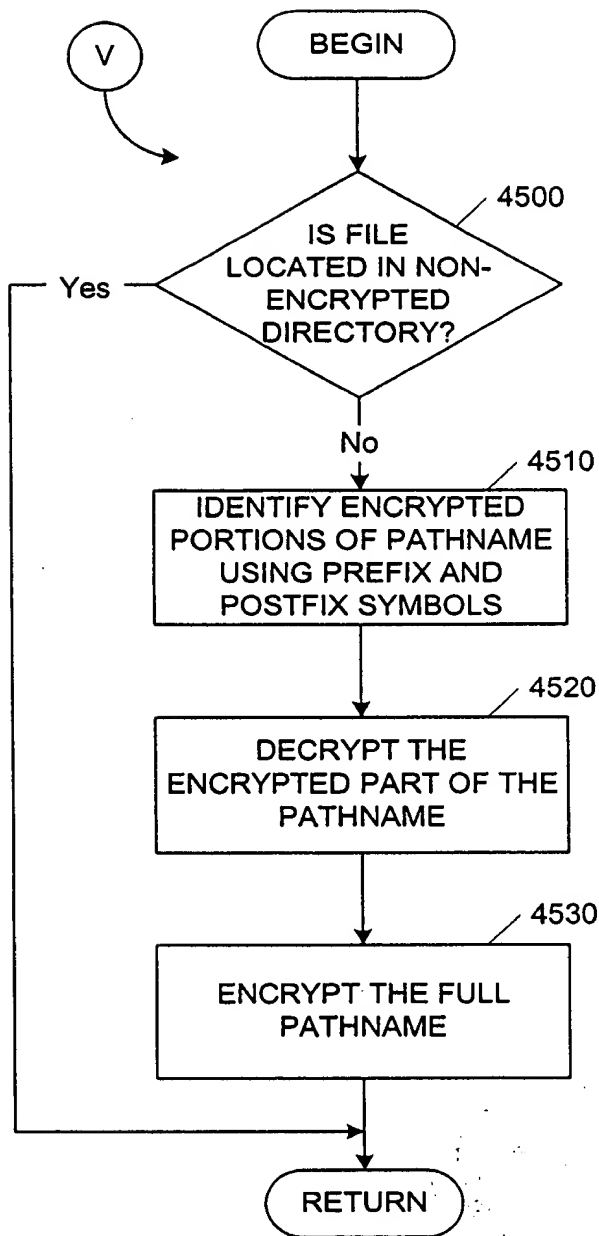 V
BEGIN
4500
IS FILE
LOCATED IN NON-
ENCRYPTED
DIRECTORY?
Yes
No
4510
IDENTIFY ENCRYPTED
PORTIONS OF PATHNAME
USING PREFIX AND
POSTFIX SYMBOLS
4520
DECRYPT THE
ENCRYPTED PART OF THE
PATHNAME
4530
ENCRYPT THE FULL
PATHNAME
RETURN